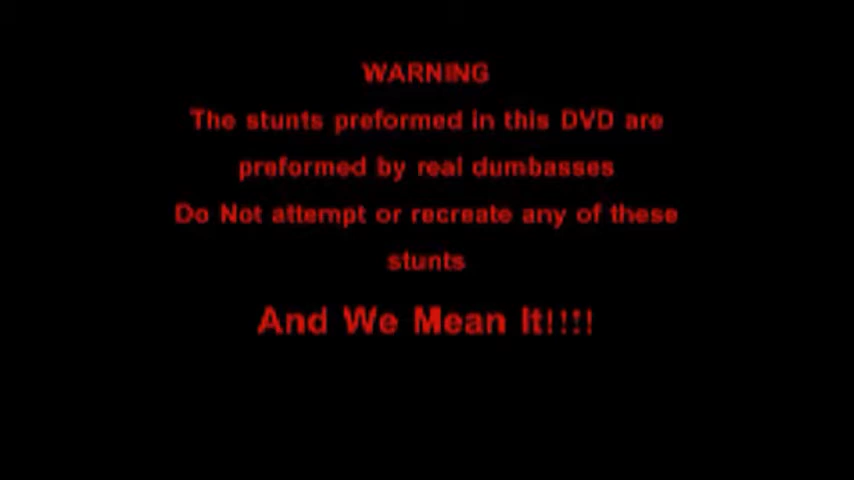 WARNING
The stunts preformed in this DVD are
preformed by real dumbasses
Do Not attempt or recreate any of these
stunts
And We Mean It!!!!